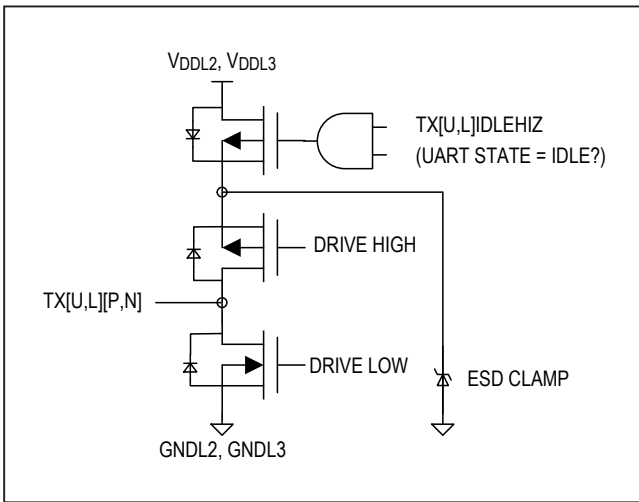 VDDL2, VDDL3
TX[U,L]IDLEHIZ
(UART STATE = IDLE?)
DRIVE HIGH
TX[U,L][P,N]
DRIVE LOW
ESD CLAMP
GNDL2, GNDL3